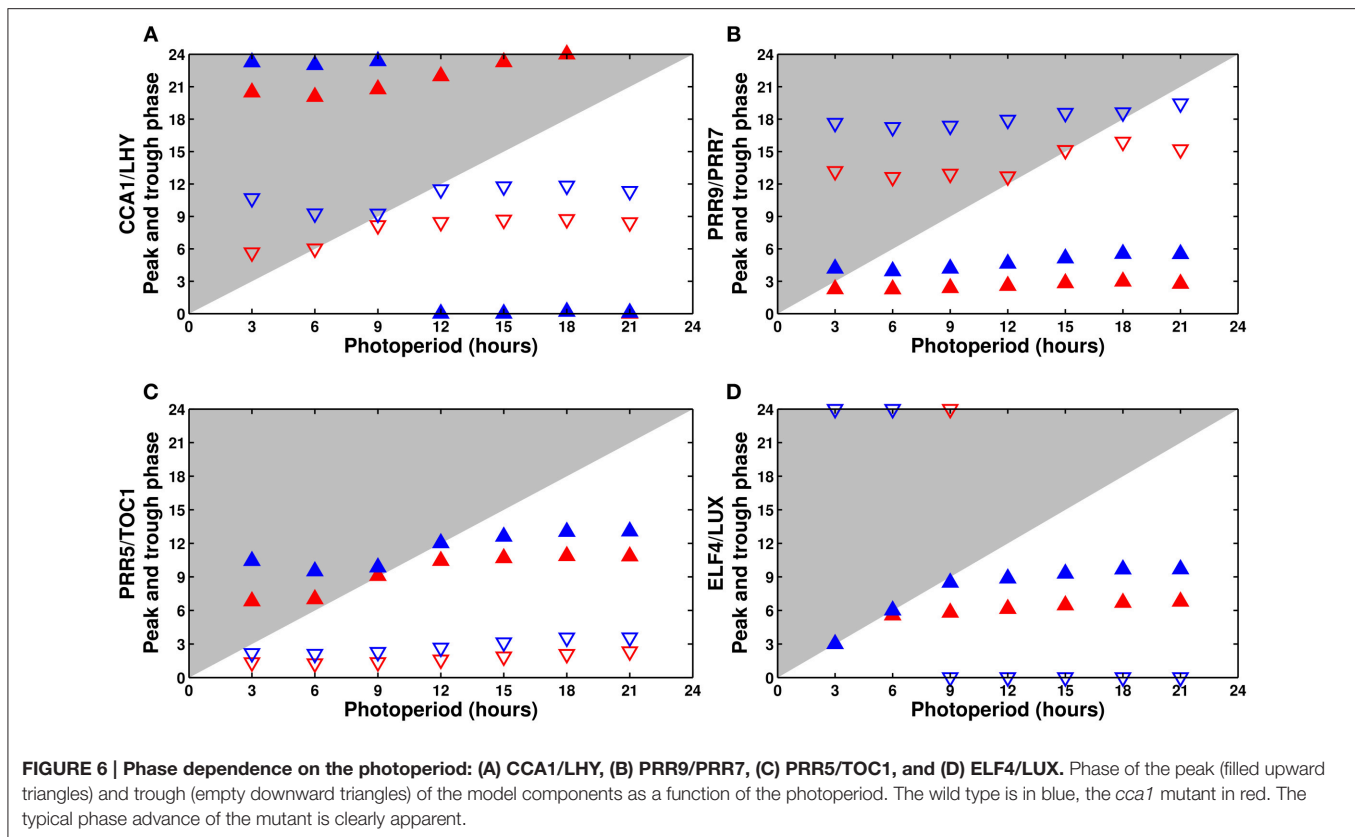 A
24
21
18
15
12
9
6
3
0
CCA1/LHY
Peak and trough phase
0 3 6 9 12 15 18 21 24
Photoperiod (hours)
B
24
21
18
15
12
9
6
3
0
PRR9/PRR7
Peak and trough phase
0 3 6 9 12 15 18 21 24
Photoperiod (hours)
C
24
21
18
15
12
9
6
3
0
PRR5/TOC1
Peak and trough phase
0 3 6 9 12 15 18 21 24
Photoperiod (hours)
D
24
21
18
15
12
9
6
3
0
ELF4/LUX
Peak and trough phase
0 3 6 9 12 15 18 21 24
Photoperiod (hours)
FIGURE 6 | Phase dependence on the photoperiod: (A) CCA1/LHY, (B) PRR9/PRR7, (C) PRR5/TOC1, and (D) ELF4/LUX. Phase of the peak (filled upward
triangles) and trough (empty downward triangles) of the model components as a function of the photoperiod. The wild type is in blue, the cca1 mutant in red. The
typical phase advance of the mutant is clearly apparent.